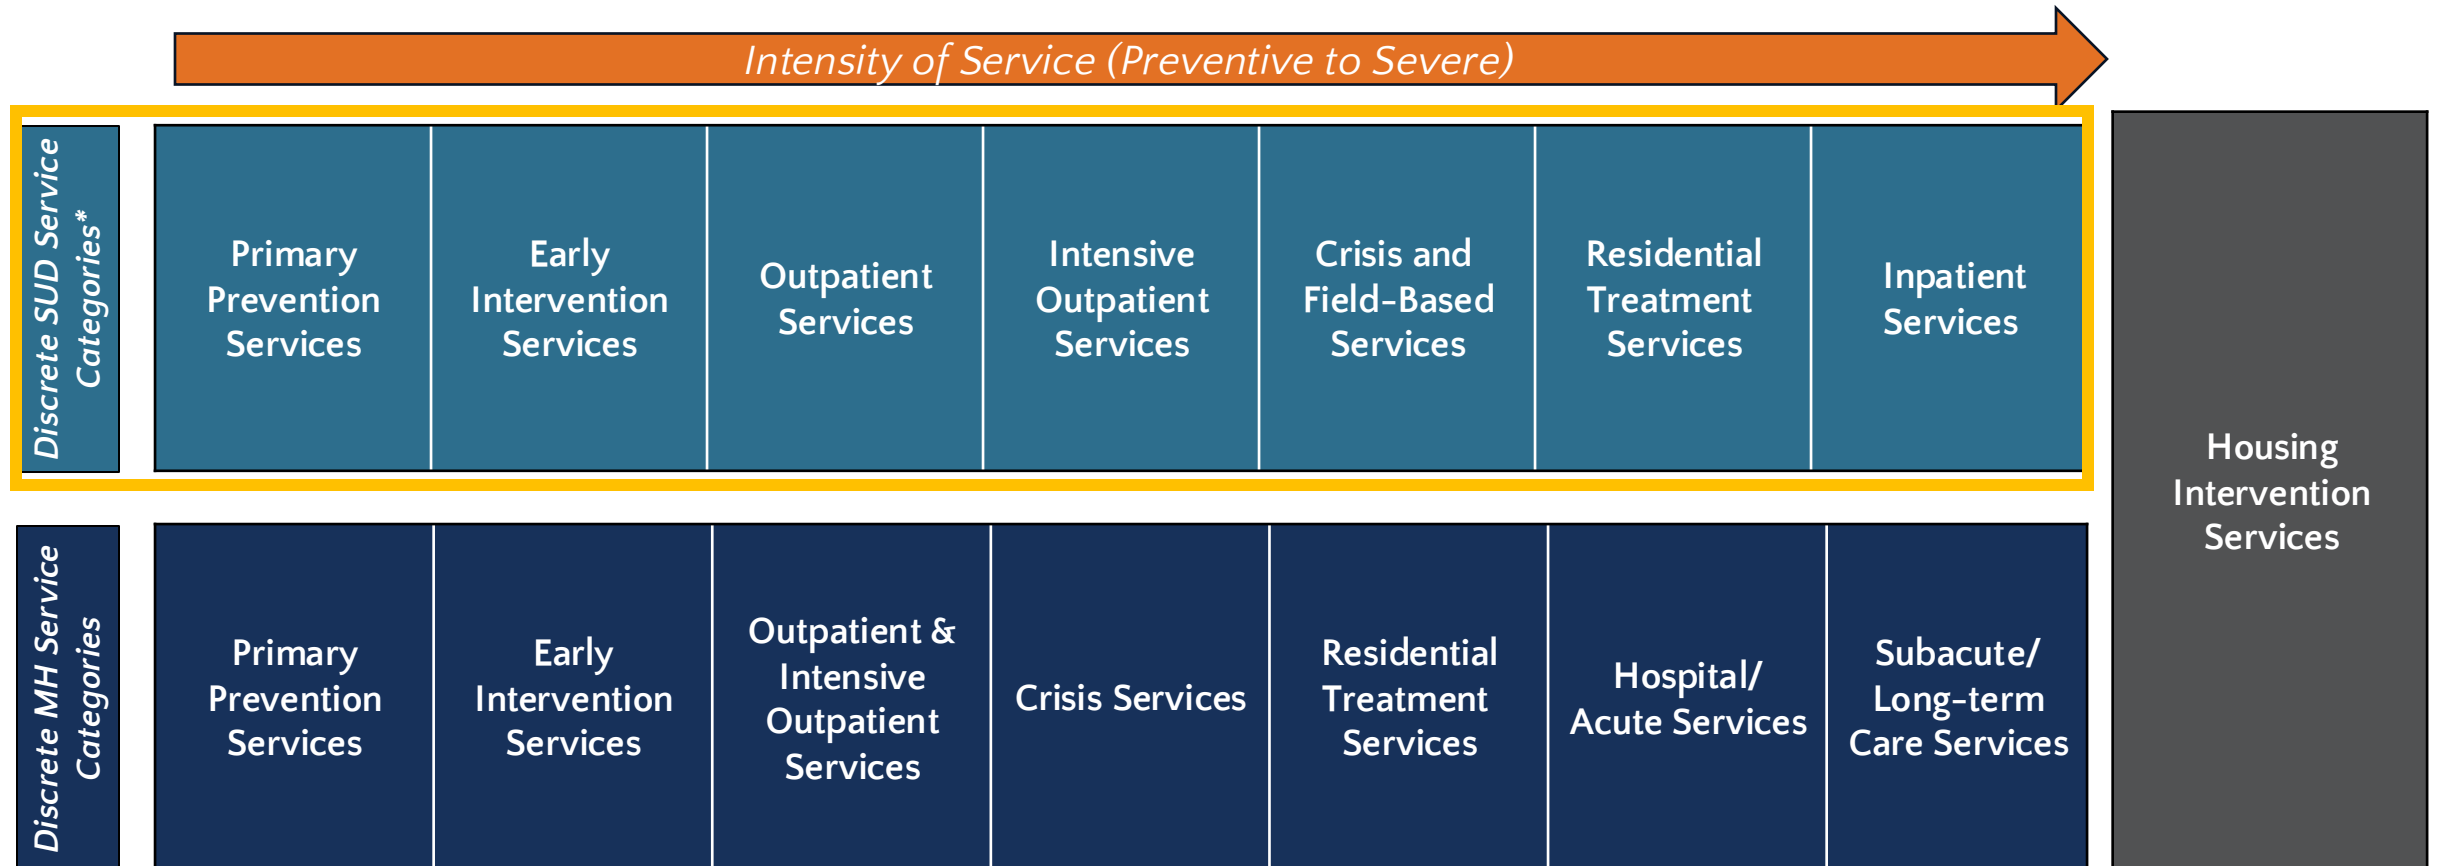 Intensity of Service (Preventive to Severe)
Discrete SUD Service
Categories*
Primary
Prevention
Services
Early
Intervention
Services
Outpatient
Services
Intensive
Outpatient
Services
Crisis and
Field-Based
Services
Residential
Treatment
Services
Inpatient
Services
Housing
Intervention
Services
Discrete MH Service
Categories
Primary
Prevention
Services
Early
Intervention
Services
Outpatient &
Intensive
Outpatient
Services
Crisis Services
Residential
Treatment
Services
Hospital/
Acute Services
Subacute/
Long-term
Care Services